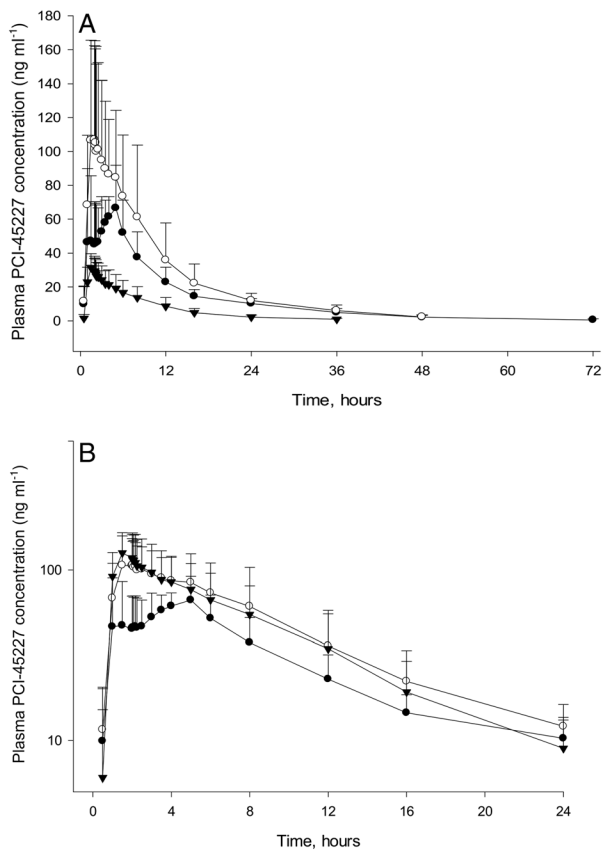 A
Plasma PCI-45227 concentration (ng ml-1)
180
160
140
120
100
80
60
40
20
0
0 12 24 36 48 60 72
Time, hours
B
Plasma PCI-45227 concentration (ng ml-1)
100
10
0 4 8 12 16 20 24
Time, hours